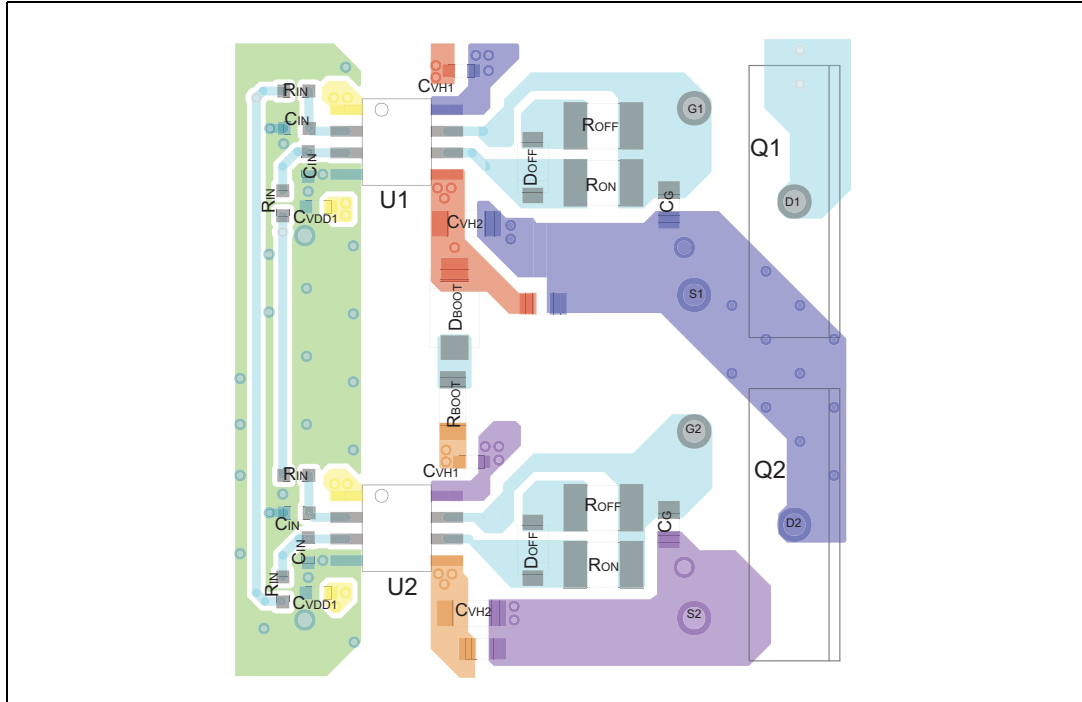 CVH1
RIN
CIN
CIN
RIN
CVDD1
U1
CVH2
DBOOT
RBOOT
DOFF
ROFF
RON
CG
G1
S1
Q1
D1
CVH1
RIN
CIN
CIN
RIN
CVDD1
U2
CVH2
DOFF
ROFF
RON
CG
G2
S2
Q2
D2